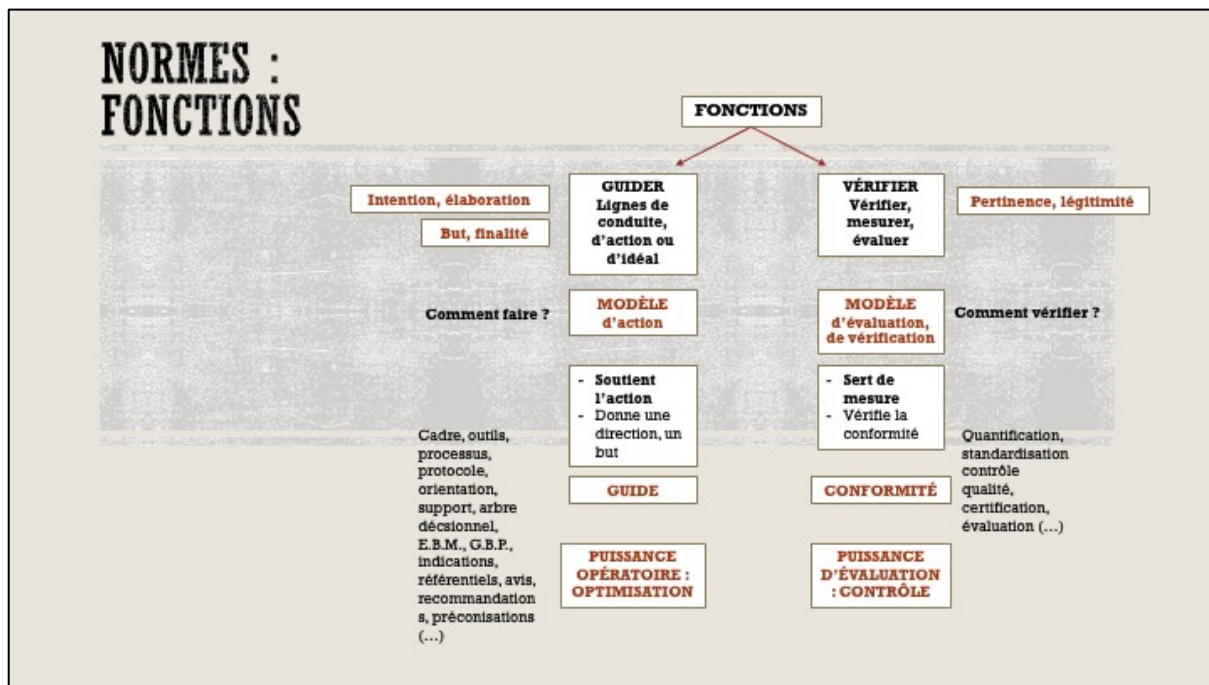 NORMES :
FONCTIONS
FONCTIONS
Intention, élaboration
But, finalité
GUIDER
Lignes de
conduite,
d'action ou
d'idéal
VÉRIFIER
Vérifier,
mesurer,
évaluer
Pertinence, légitimité
Comment faire ?
MODÈLE
d'action
MODÈLE
d'évaluation,
de vérification
Comment vérifier ?
- Soutient
l'action
- Donne une
direction, un
but
- Sert de
mesure
- Vérifie la
conformité
Cadre, outils,
processus,
protocole,
orientation,
support, arbre
décsionnel,
E.B.M., G.B.P.,
indications,
référentiels, avis,
recommandation
s, préconisations
(...)
Quantification,
standardisation
contrôle
qualité,
certification,
évaluation (...)
GUIDE
CONFORMITÉ
PUISSANCE
OPÉRATOIRE :
OPTIMISATION
PUISSANCE
D'ÉVALUATION
: CONTRÔLE